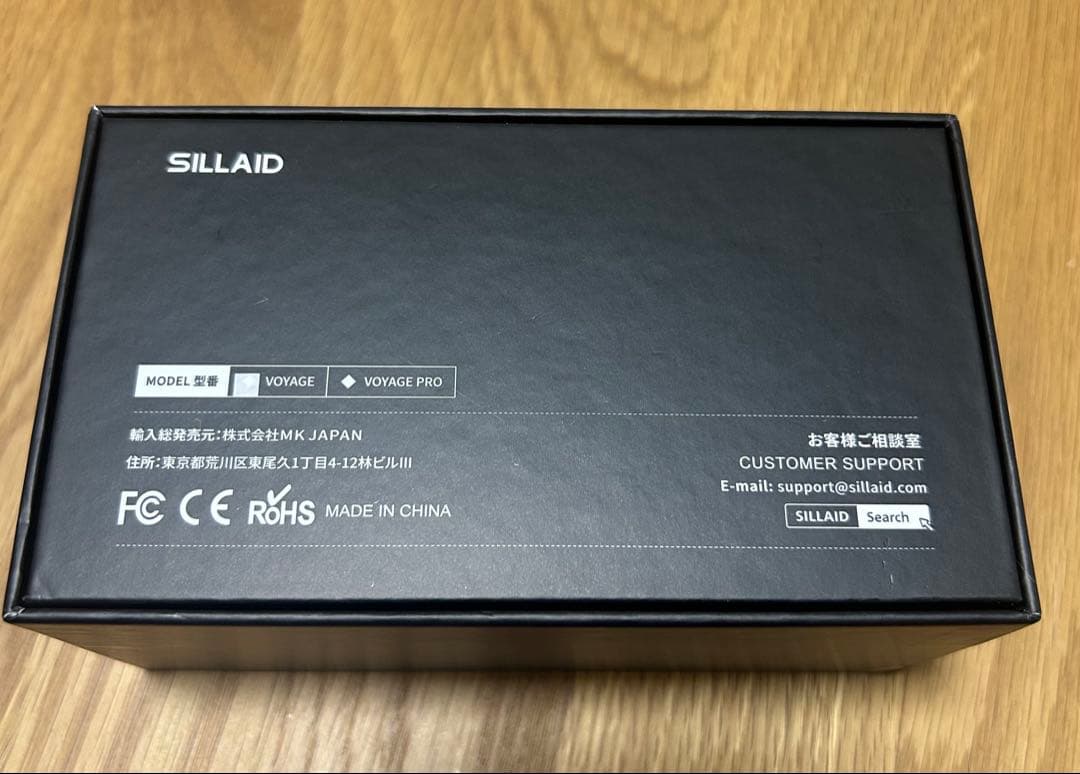 SILLAID
MODEL 型番 VOYAGE VOYAGE PRO
輸入総発売元:株式会社MK JAPAN
住所:東京都荒川区東尾久1丁目4-12林ビルIII
FC CE RoHS MADE IN CHINA
お客様ご相談室
CUSTOMER SUPPORT
E-mail: support@sillaid.com
SILLAID Search